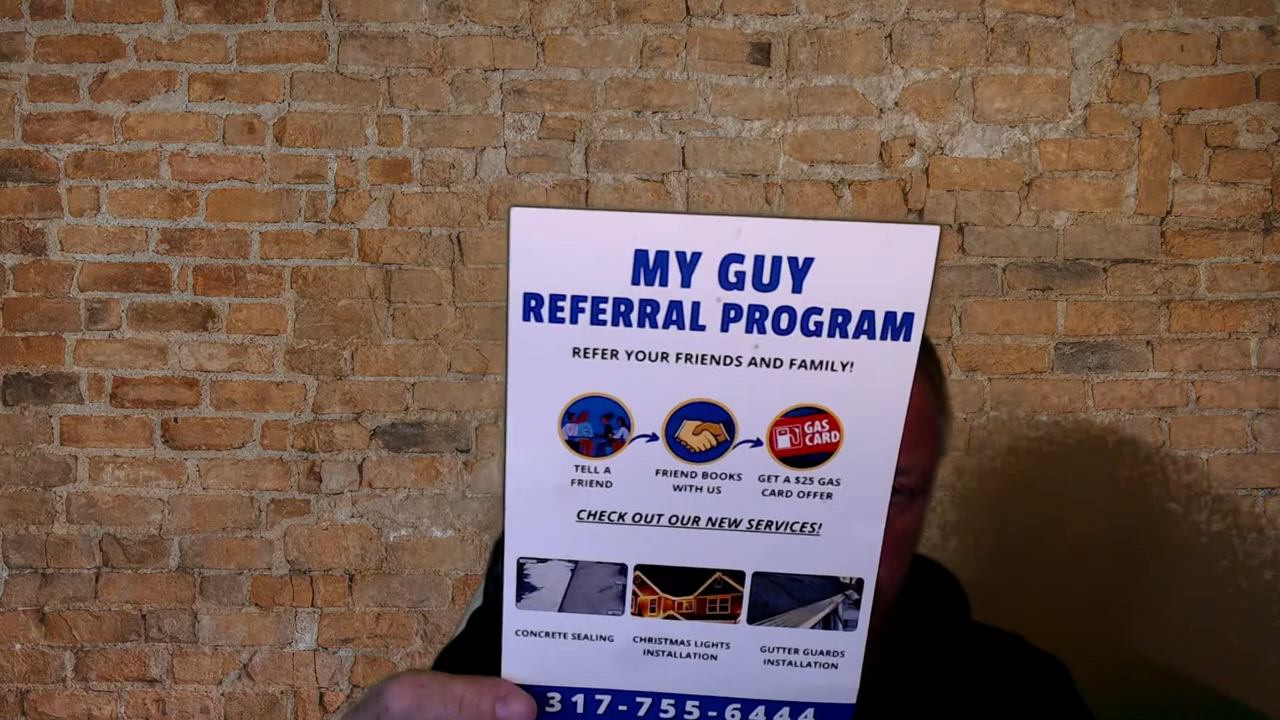 MY GUY
REFERRAL PROGRAM
REFER YOUR FRIENDS AND FAMILY!
GAS
CARD
TELL A
FRIEND
FRIEND BOOKS
WITH US
GET A $25 GAS
CARD OFFER
CHECK OUT OUR NEW SERVICES!
CONCRETE SEALING
CHRISTMAS LIGHTS
INSTALLATION
GUTTER GUARDS
INSTALLATION
317-755-6444